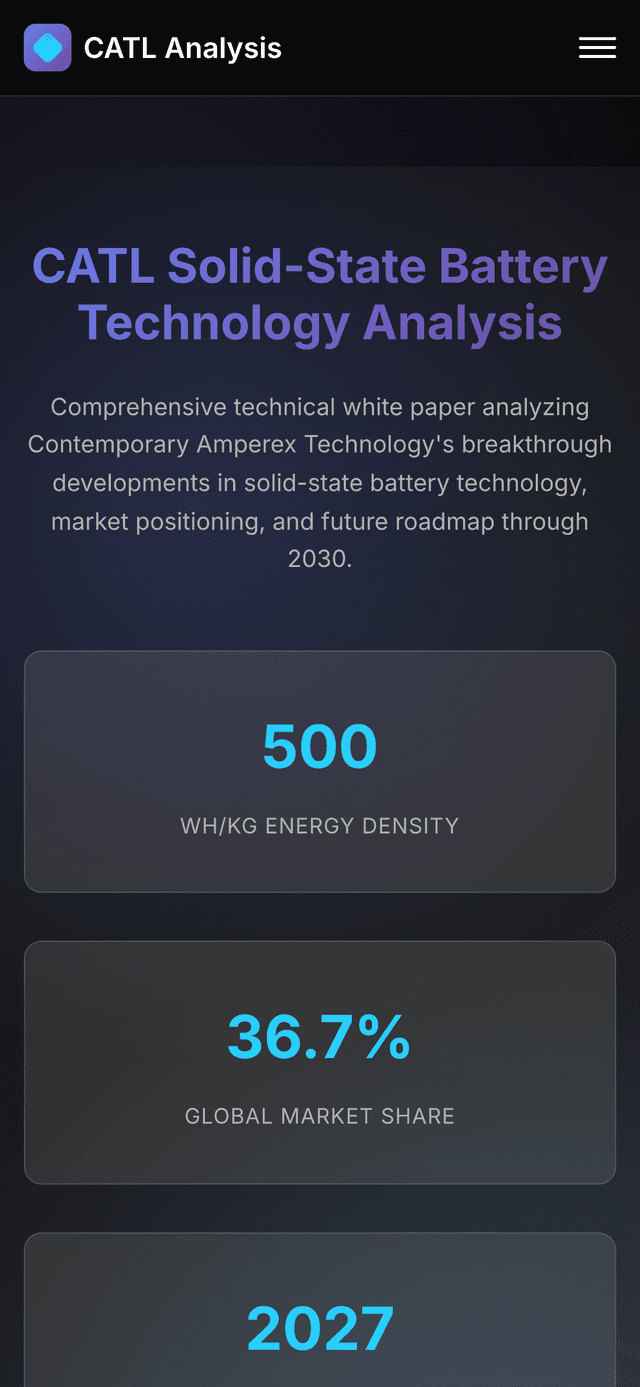 CATL Analysis
CATL Solid-State Battery
Technology Analysis
Comprehensive technical white paper analyzing
Contemporary Amperex Technology's breakthrough
developments in solid-state battery technology,
market positioning, and future roadmap through
2030.
500
WH/KG ENERGY DENSITY
36.7%
GLOBAL MARKET SHARE
2027